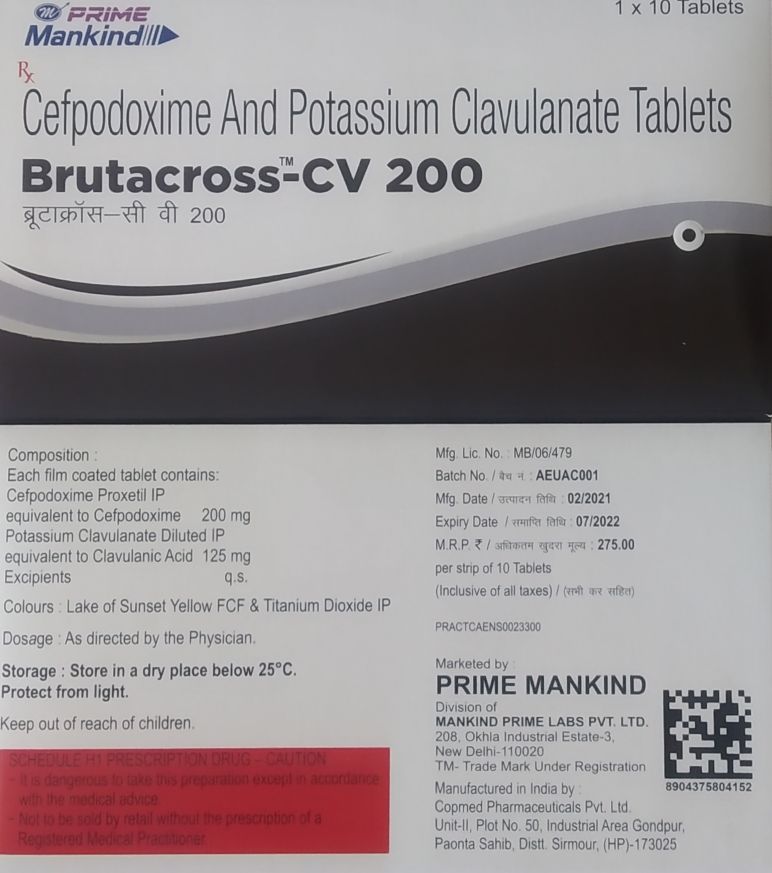 PRIME
Mankind
1 x 10 Tablets
Rx
Cefpodoxime And Potassium Clavulanate Tablets
Brutacross™-CV 200
ब्रूटाक्रॉस–सी वी 200
Composition :
Each film coated tablet contains:
Cefpodoxime Proxetil IP
equivalent to Cefpodoxime 200 mg
Potassium Clavulanate Diluted IP
equivalent to Clavulanic Acid 125 mg
Excipients q.s.
Colours : Lake of Sunset Yellow FCF & Titanium Dioxide IP
Dosage : As directed by the Physician.
Storage : Store in a dry place below 25°C.
Protect from light.
Keep out of reach of children.
SCHEDULE H1 PRESCRIPTION DRUG – CAUTION
- It is dangerous to take this preparation except in accordance
with the medical advice.
- Not to be sold by retail without the prescription of a
Registered Medical Practitioner.
Mfg. Lic. No. : MB/06/479
Batch No. / बैच नं. : AEUAC001
Mfg. Date / उत्पादन तिथि : 02/2021
Expiry Date / समाप्ति तिथि : 07/2022
M.R.P. ₹ / अधिकतम खुदरा मूल्य : 275.00
per strip of 10 Tablets
(Inclusive of all taxes) / (सभी कर सहित)
PRACTCAENS0023300
Marketed by :
PRIME MANKIND
Division of
MANKIND PRIME LABS PVT. LTD.
208, Okhla Industrial Estate-3,
New Delhi-110020
TM- Trade Mark Under Registration
8904375804152
Manufactured in India by :
Copmed Pharmaceuticals Pvt. Ltd.
Unit-II, Plot No. 50, Industrial Area Gondpur,
Paonta Sahib, Distt. Sirmour, (HP)-173025